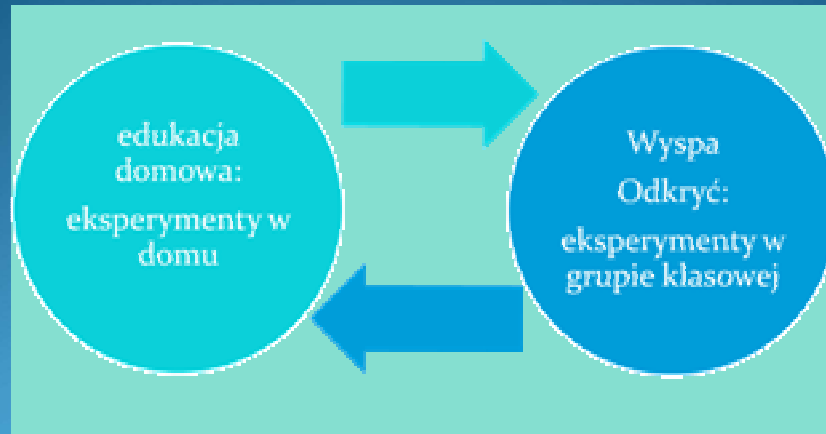 edukacja
domowa:
eksperymenty w
domu
Wyspa
Odkryć:
eksperymenty w
grupie klasowej